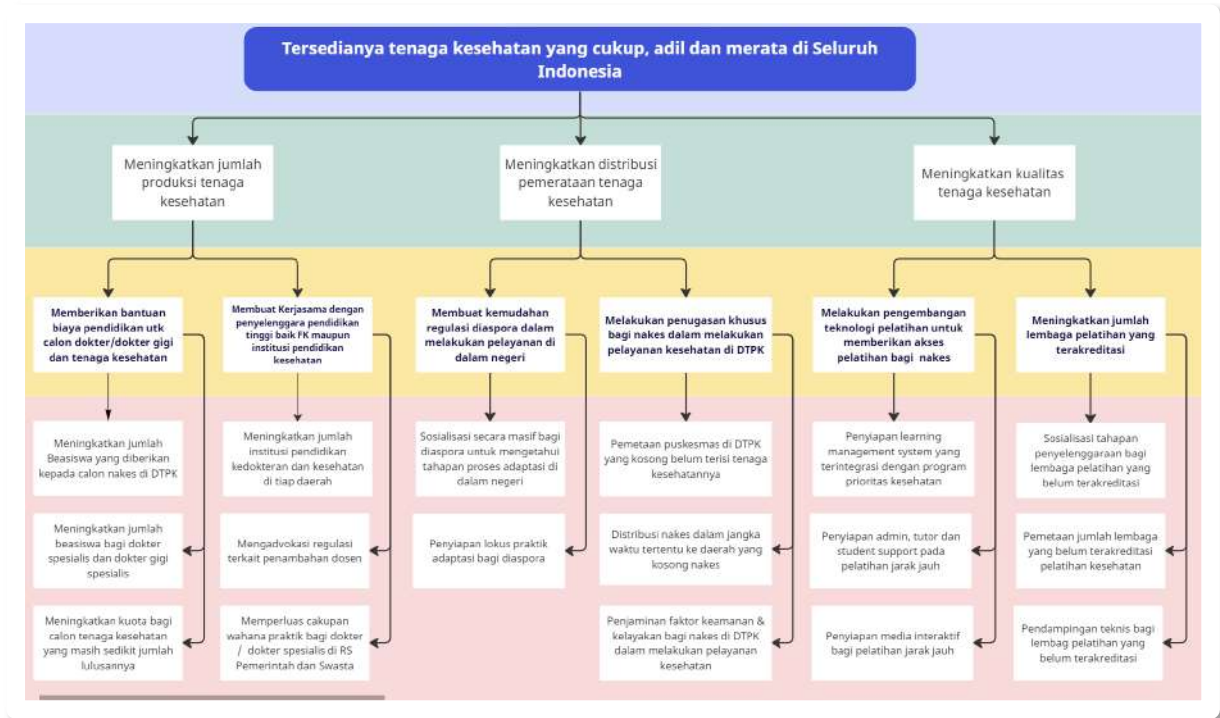 Tersedianya tenaga kesehatan yang cukup, adil dan merata di Seluruh
Indonesia
Meningkatkan jumlah
produksi tenaga
kesehatan
Meningkatkan distribusi
pemerataan tenaga
kesehatan
Meningkatkan kualitas
tenaga kesehatan
Memberikan bantuan
biaya pendidikan utk
calon dokter/dokter gigi
dan tenaga kesehatan
Membuat Kerjasama dengan
penyelenggara pendidikan
tinggi baik FK maupun
institusi pendidikan
kesehatan
Membuat kemudahan
regulasi diaspora dalam
melakukan pelayanan di
dalam negeri
Melakukan penugasan khusus
bagi nakes dalam melakukan
pelayanan kesehatan di DTPK
Melakukan pengembangan
teknologi pelatihan untuk
memberikan akses
pelatihan bagi nakes
Meningkatkan jumlah
lembaga pelatihan yang
terakreditasi
Meningkatkan jumlah
Beasiswa yang diberikan
kepada calon nakes di DTPK
Meningkatkan jumlah
institusi pendidikan
kedokteran dan kesehatan
di tiap daerah
Sosialisasi secara masif bagi
diaspora untuk mengetahui
tahapan proses adaptasi di
dalam negeri
Pemetaan puskesmas di DTPK
yang kosong belum terisi tenaga
kesehatannya
Penyiapan learning
management system yang
terintegrasi dengan program
prioritas kesehatan
Sosialisasi tahapan
penyelenggaraan bagi
lembaga pelatihan yang
belum terakreditasi
Meningkatkan jumlah
beasiswa bagi dokter
spesialis dan dokter gigi
spesialis
Mengadvokasi regulasi
terkait penambahan dosen
Penyiapan lokus praktik
adaptasi bagi diaspora
Distribusi nakes dalam jangka
waktu tertentu ke daerah yang
kosong nakes
Penyiapan admin, tutor dan
student support pada
pelatihan jarak jauh
Pemetaan jumlah lembaga
yang belum terakreditasi
pelatihan kesehatan
Meningkatkan kuota bagi
calon tenaga kesehatan
yang masih sedikit jumlah
lulusannya
Memperluas cakupan
wahana praktik bagi dokter
/ dokter spesialis di RS
Pemerintah dan Swasta
Penjaminan faktor keamanan &
kelayakan bagi nakes di DTPK
dalam melakukan pelayanan
kesehatan
Penyiapan media interaktif
bagi pelatihan jarak jauh
Pendampingan teknis bagi
lembag pelatihan yang
belum terakreditasi